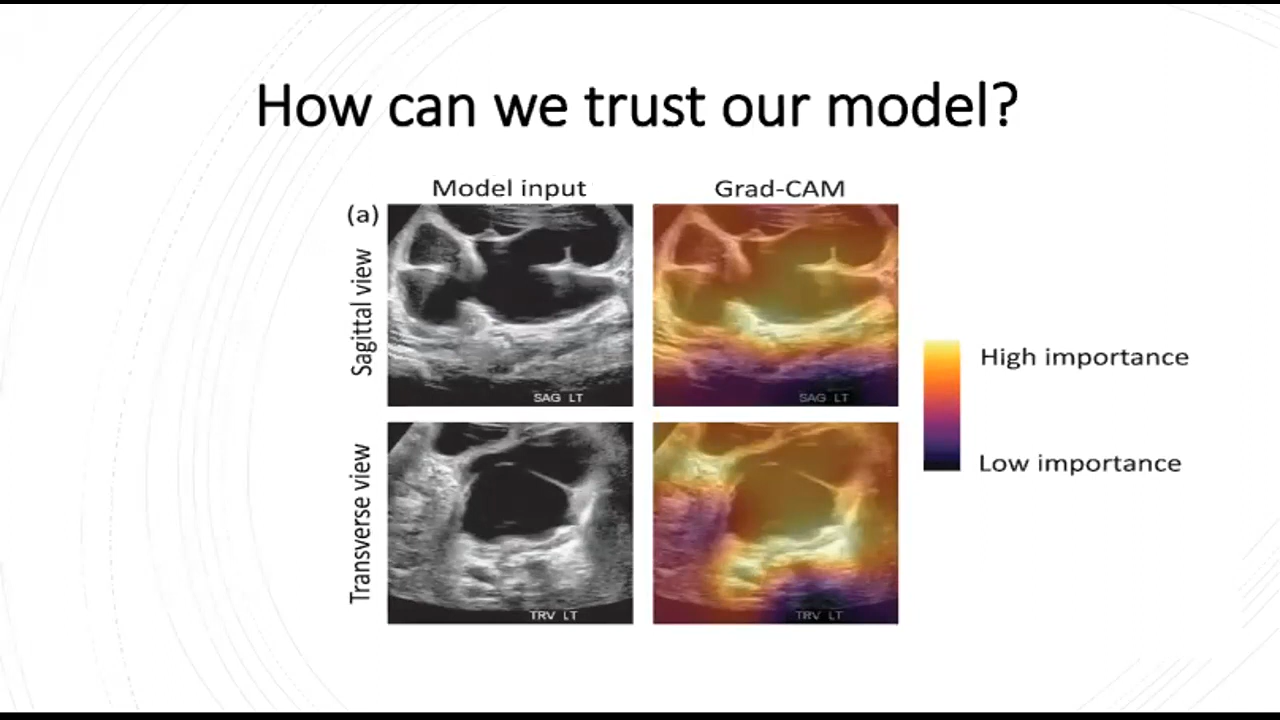 How can we trust our model?
Model input
Grad-CAM
(a)
Sagittal view
SAG LT
SAG LT
High importance
Low importance
Transverse view
TRV LT
TRV LT